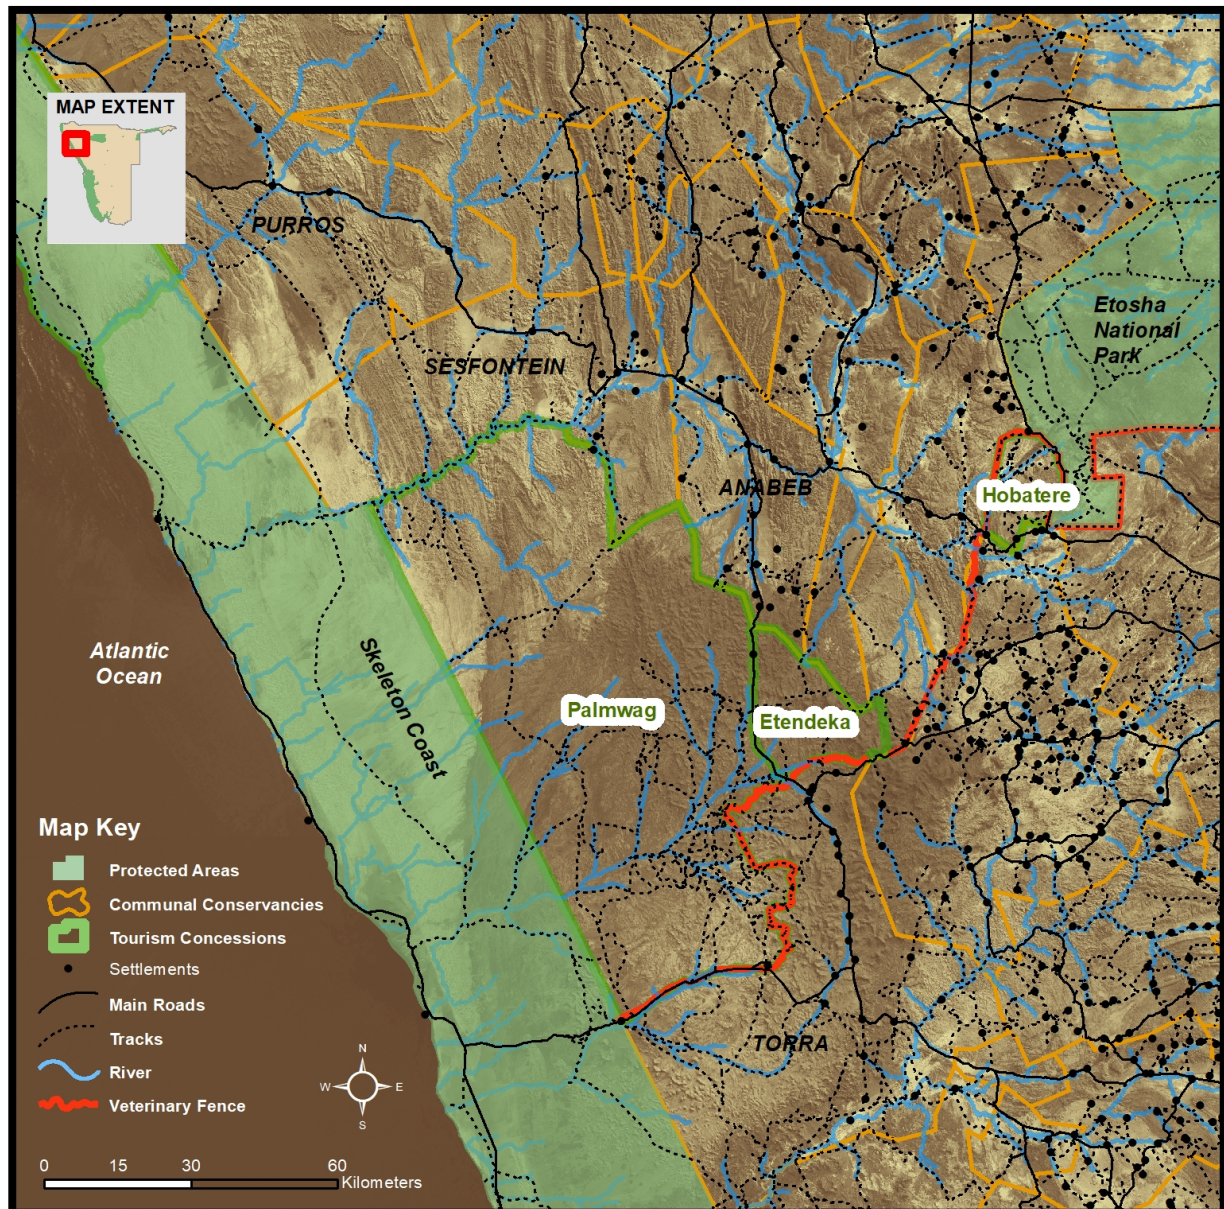 MAP EXTENT
PURROS
Etosha
National
Park
SESFONTEIN
ANABEB
Hobatere
Atlantic
Ocean
Skeleton Coast
Palmwag
Etendeka
Map Key
Protected Areas
Communal Conservancies
Tourism Concessions
Settlements
Main Roads
Tracks
River
Veterinary Fence
TORRA
N
W
E
S
0 15 30 60
Kilometers